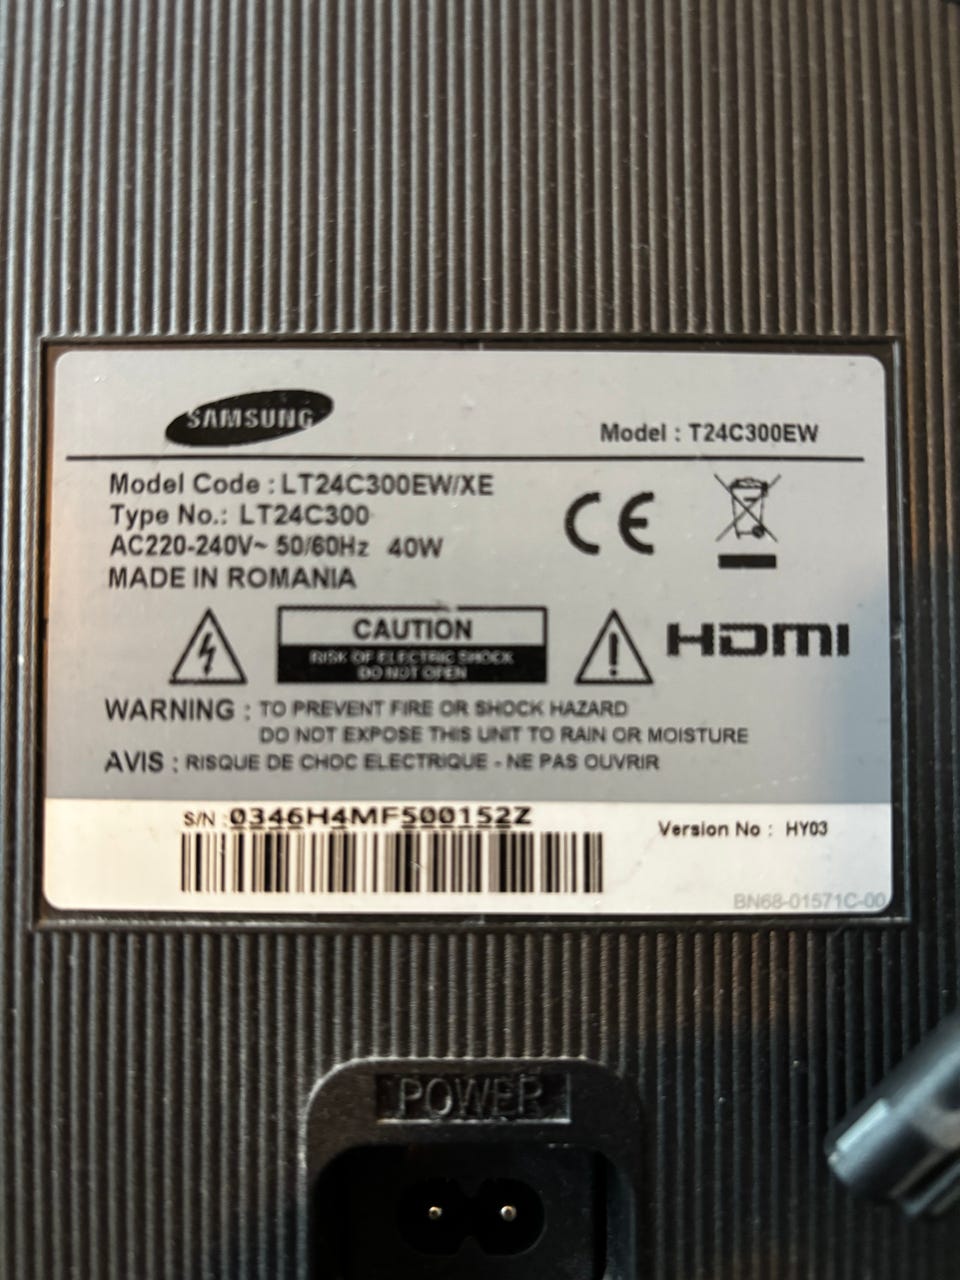 SAMSUNG
Model : T24C300EW
Model Code : LT24C300EW/XE
Type No.: LT24C300
AC220-240V~ 50/60Hz 40W
MADE IN ROMANIA
CE
CAUTION
RISK OF ELECTRIC SHOCK
DO NOT OPEN
HDMI
WARNING : TO PREVENT FIRE OR SHOCK HAZARD
DO NOT EXPOSE THIS UNIT TO RAIN OR MOISTURE
AVIS : RISQUE DE CHOC ELECTRIQUE - NE PAS OUVRIR
S/N : 0346H4MF500152Z
Version No : HY03
BN68-01571C-00
POWER